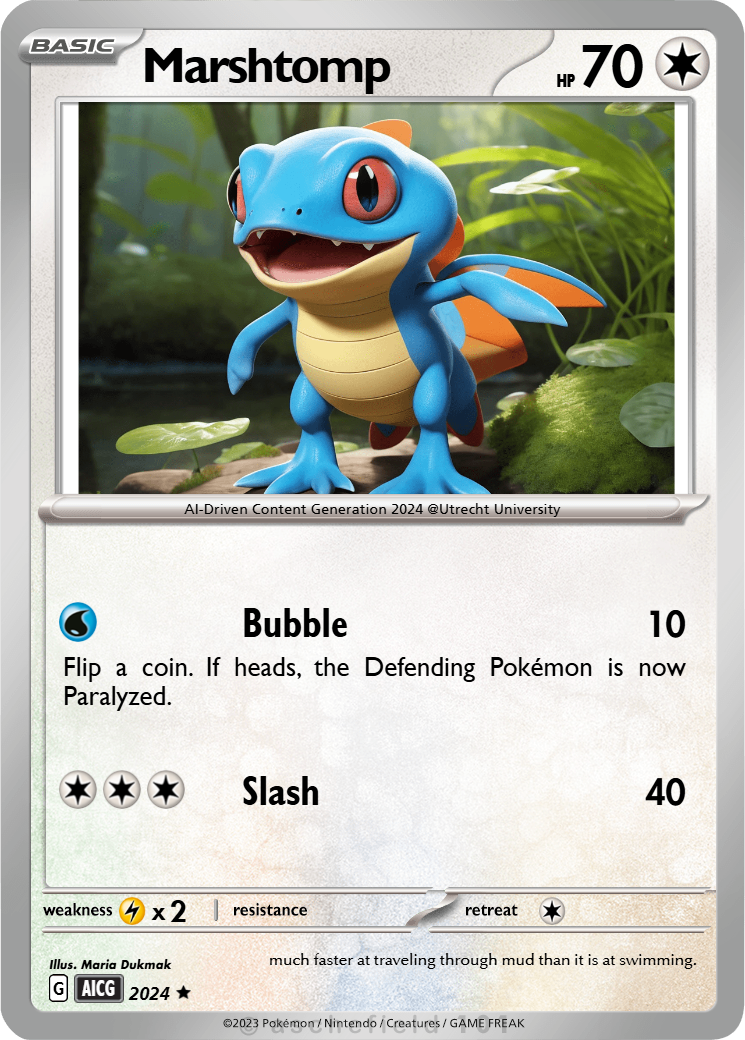 BASIC
Marshtomp
HP 70
AI-Driven Content Generation 2024 @Utrecht University
Bubble 10
Flip a coin. If heads, the Defending Pokémon is now
Paralyzed.
Slash 40
weakness x 2 resistance retreat
Illus. Maria Dukmak
much faster at traveling through mud than it is at swimming.
G AICG 2024 ★
©2023 Pokémon / Nintendo / Creatures / GAME FREAK